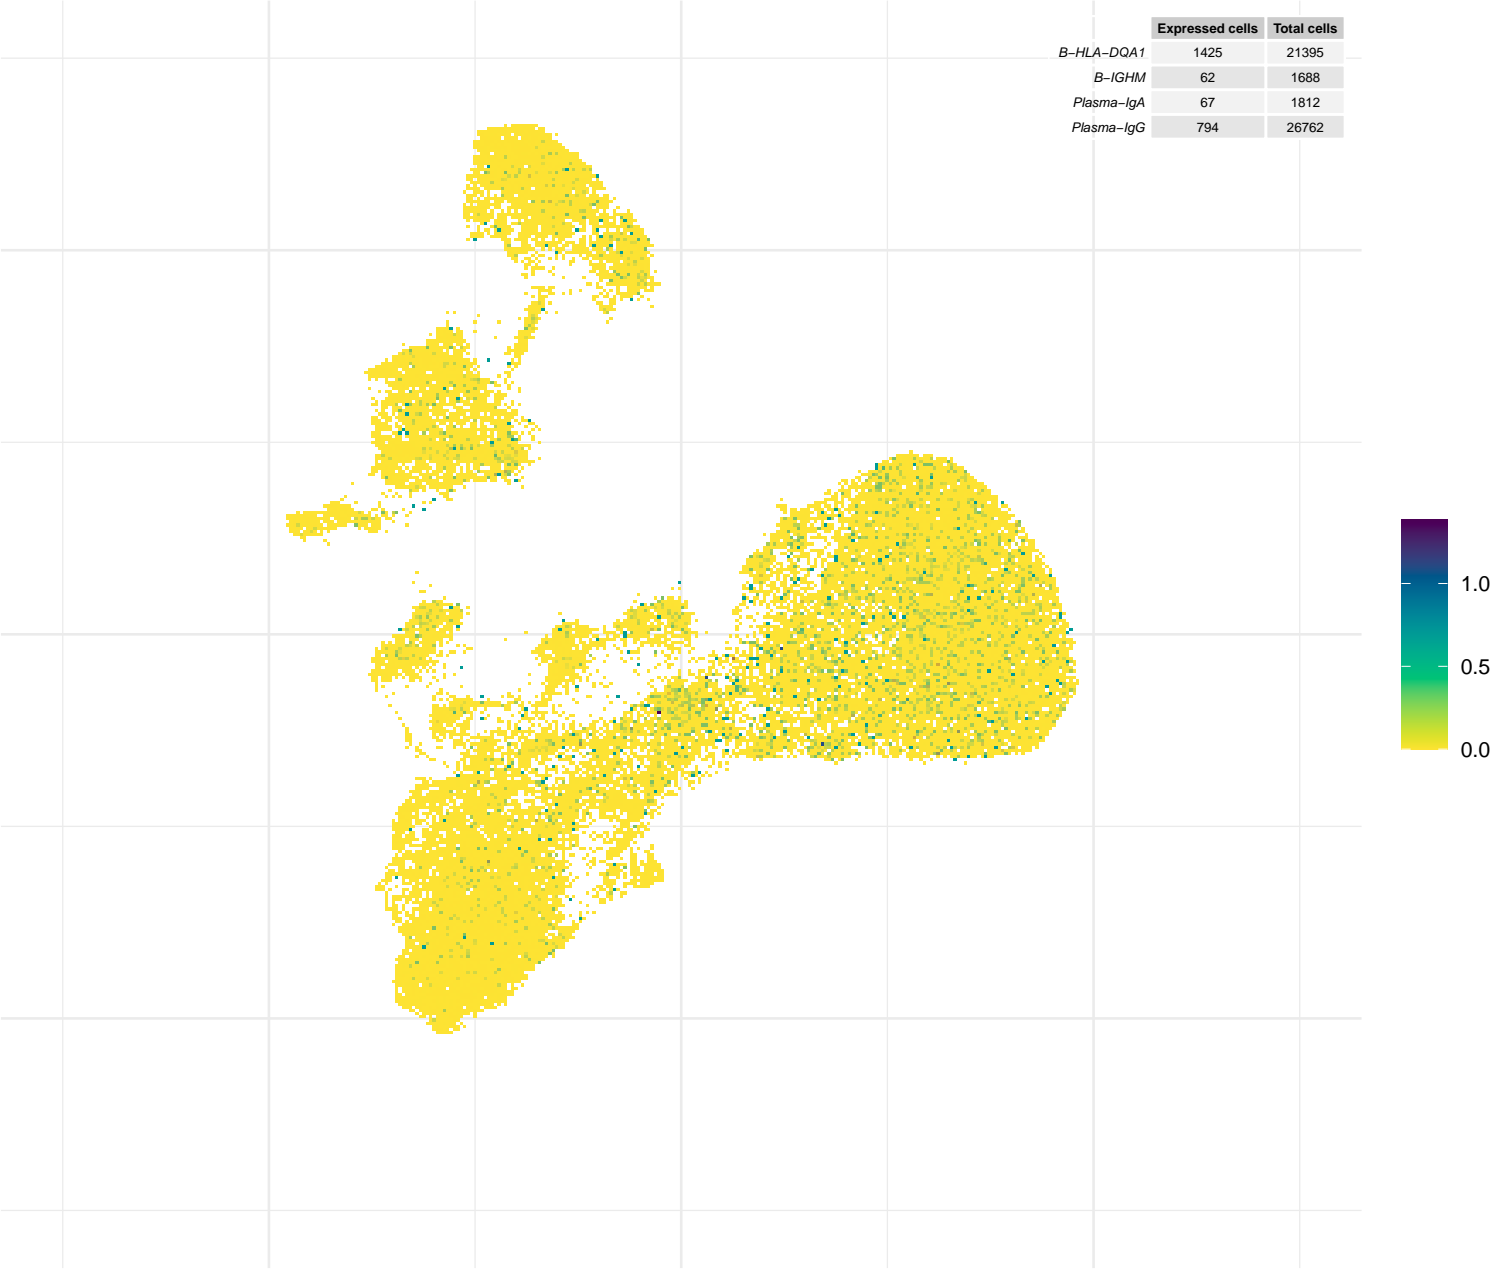 Expressed cells Total cells
B−HLA−DQA1 1425 21395
B−IGHM 62 1688
Plasma−IgA 67 1812
Plasma−IgG 794 26762
1.0
0.5
0.0